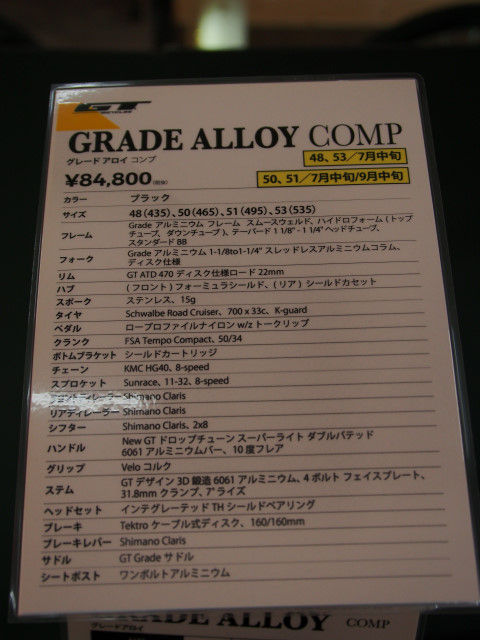 GT
BICYCLES
GRADE ALLOY COMP
グレード アロイ コンプ
48、53／7月中旬
¥84,800(税抜)
50、51／7月中旬/9月中旬
カラー ブラック
サイズ 48 (435)、50 (465)、51 (495)、53 (535)
フレーム Grade アルミニウム フレーム スムースウェルド、ハイドロフォーム (トップ
チューブ、ダウンチューブ)、テーパード 1 1/8" - 1 1/4" ヘッドチューブ、
スタンダード BB
フォーク Grade アルミニウム 1-1/8to1-1/4" スレッドレスアルミニウムコラム、
ディスク仕様
リム GT ATD 470 ディスク仕様ロード 22mm
ハブ (フロント) フォーミュラシールド、(リア) シールドカセット
スポーク ステンレス、15g
タイヤ Schwalbe Road Cruiser、700 x 33c、K-guard
ペダル ロープロファイルナイロン w/z トークリップ
クランク FSA Tempo Compact、50/34
ボトムブラケット シールドカートリッジ
チェーン KMC HG40、8-speed
スプロケット Sunrace、11-32、8-speed
フロントディレーラー Shimano Claris
リアディレーラー Shimano Claris
シフター Shimano Claris、2x8
ハンドル New GT ドロップチューン スーパーライト ダブルバテッド
6061 アルミニウムバー、10 度フレア
グリップ Velo コルク
ステム GT デザイン 3D 鍛造 6061 アルミニウム、4 ボルト フェイスプレート、
31.8mm クランプ、7°ライズ
ヘッドセット インテグレーテッド TH シールドベアリング
ブレーキ Tektro ケーブル式ディスク、160/160mm
ブレーキレバー Shimano Claris
サドル GT Grade サドル
シートポスト ワンボルトアルミニウム
GRADE ALLOY COMP
グレード アロイ